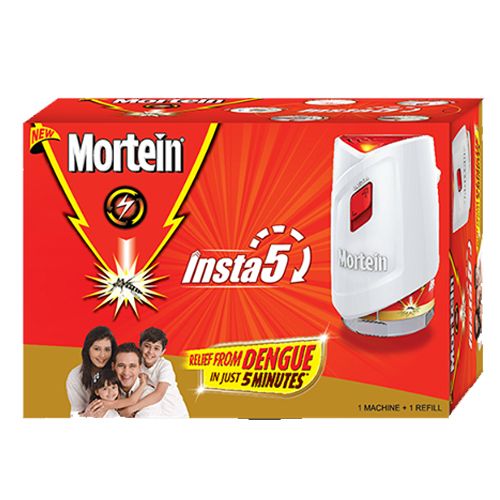 NEW
Mortein®
Insta5
Mortein
RELIEF FROM DENGUE
IN JUST 5 MINUTES*
1 MACHINE + 1 REFILL